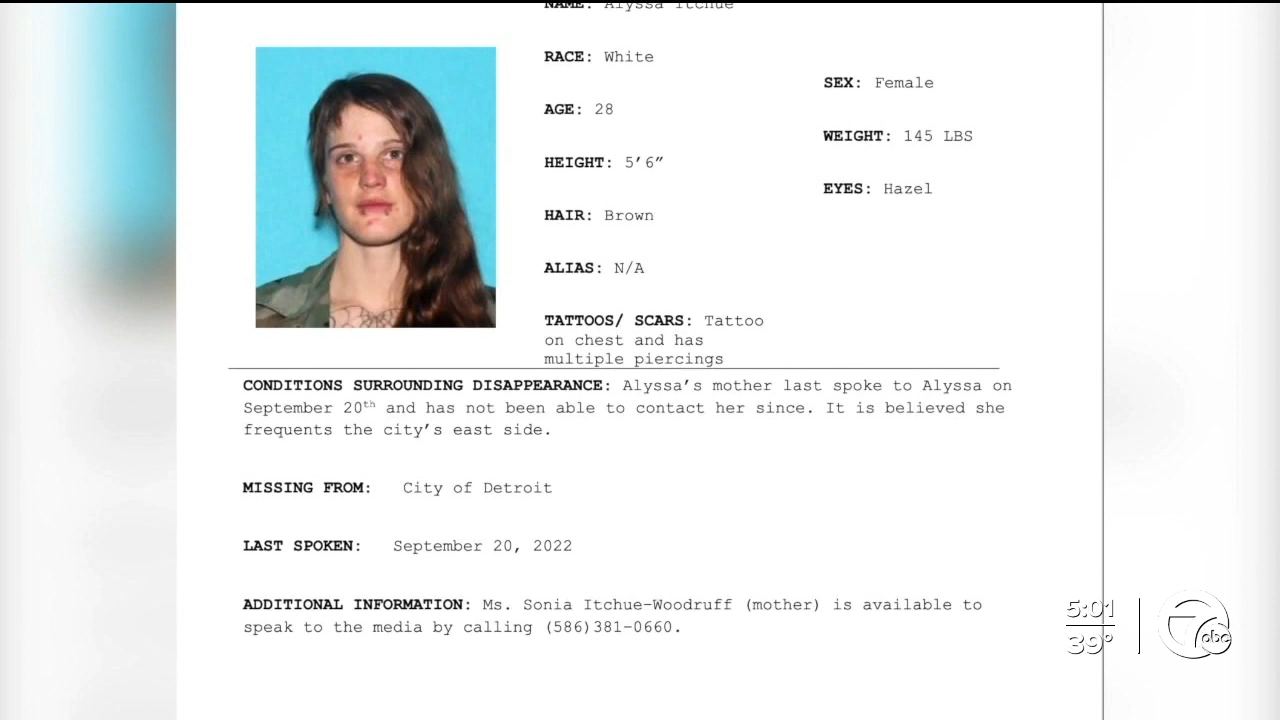 NAME: Alyssa Itchue
RACE: White
SEX: Female
AGE: 28
WEIGHT: 145 LBS
HEIGHT: 5’6”
EYES: Hazel
HAIR: Brown
ALIAS: N/A
TATTOOS/ SCARS: Tattoo
on chest and has
multiple piercings
CONDITIONS SURROUNDING DISAPPEARANCE: Alyssa’s mother last spoke to Alyssa on
September 20th and has not been able to contact her since. It is believed she
frequents the city’s east side.
MISSING FROM: City of Detroit
LAST SPOKEN: September 20, 2022
ADDITIONAL INFORMATION: Ms. Sonia Itchue-Woodruff (mother) is available to
speak to the media by calling (586)381-0660.
5:01
39°
7 abc